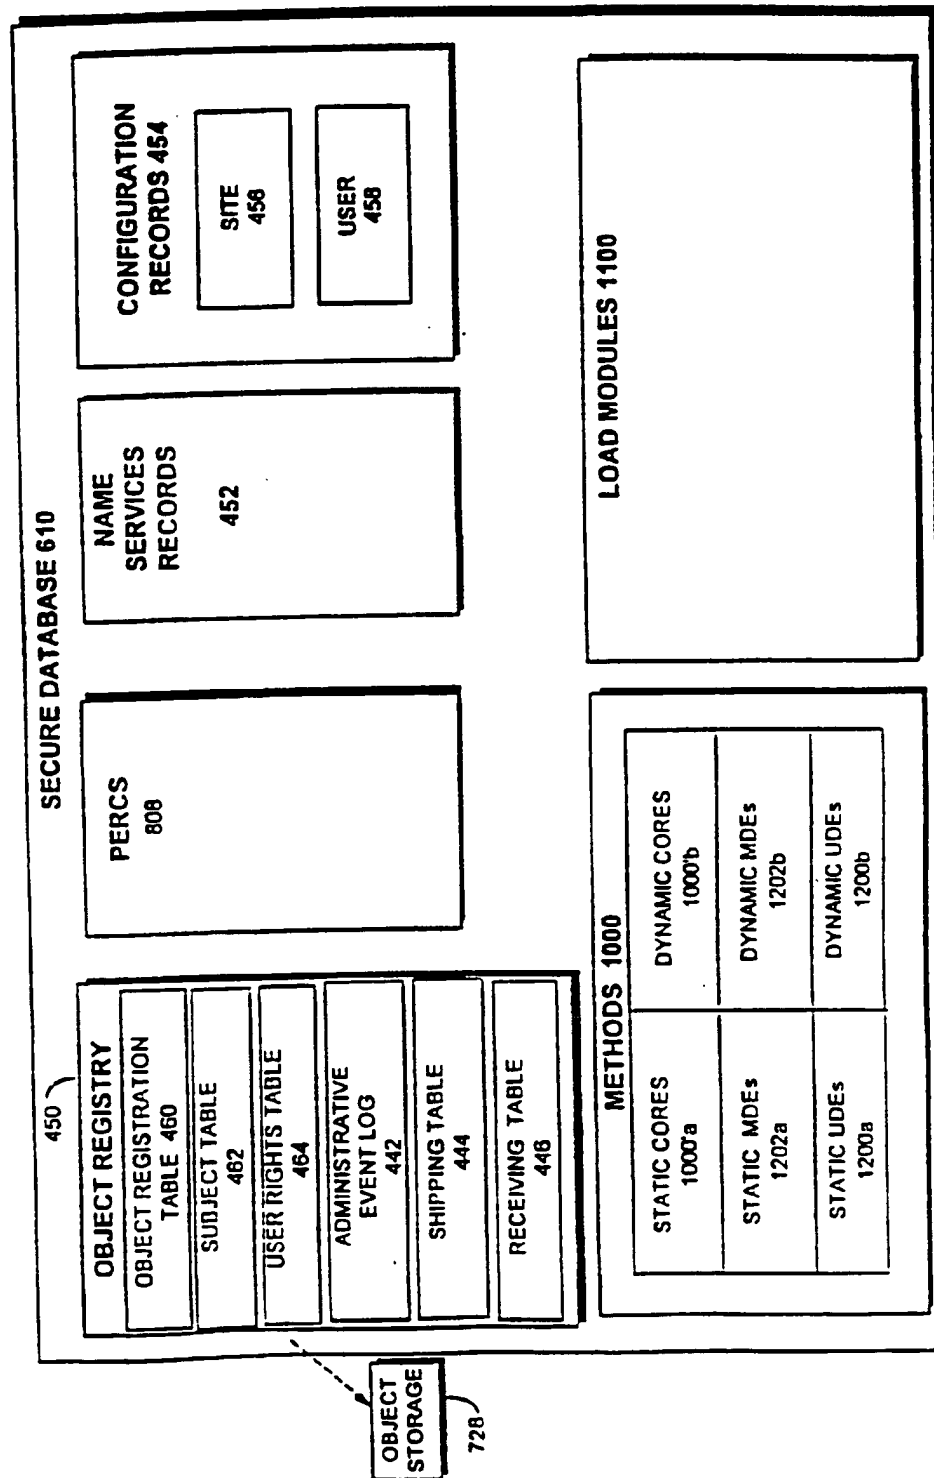 SECURE DATABASE 610
450
OBJECT REGISTRY
OBJECT REGISTRATION
TABLE 460
SUBJECT TABLE
462
USER RIGHTS TABLE
464
ADMINISTRATIVE
EVENT LOG
442
SHIPPING TABLE
444
RECEIVING TABLE
446
OBJECT
STORAGE
728
PERCS
808
NAME
SERVICES
RECORDS
452
CONFIGURATION
RECORDS 454
SITE
456
USER
458
METHODS 1000
STATIC CORES
1000'a
DYNAMIC CORES
1000'b
STATIC MDEs
1202a
DYNAMIC MDEs
1202b
STATIC UDEs
1200a
DYNAMIC UDEs
1200b
LOAD MODULES 1100